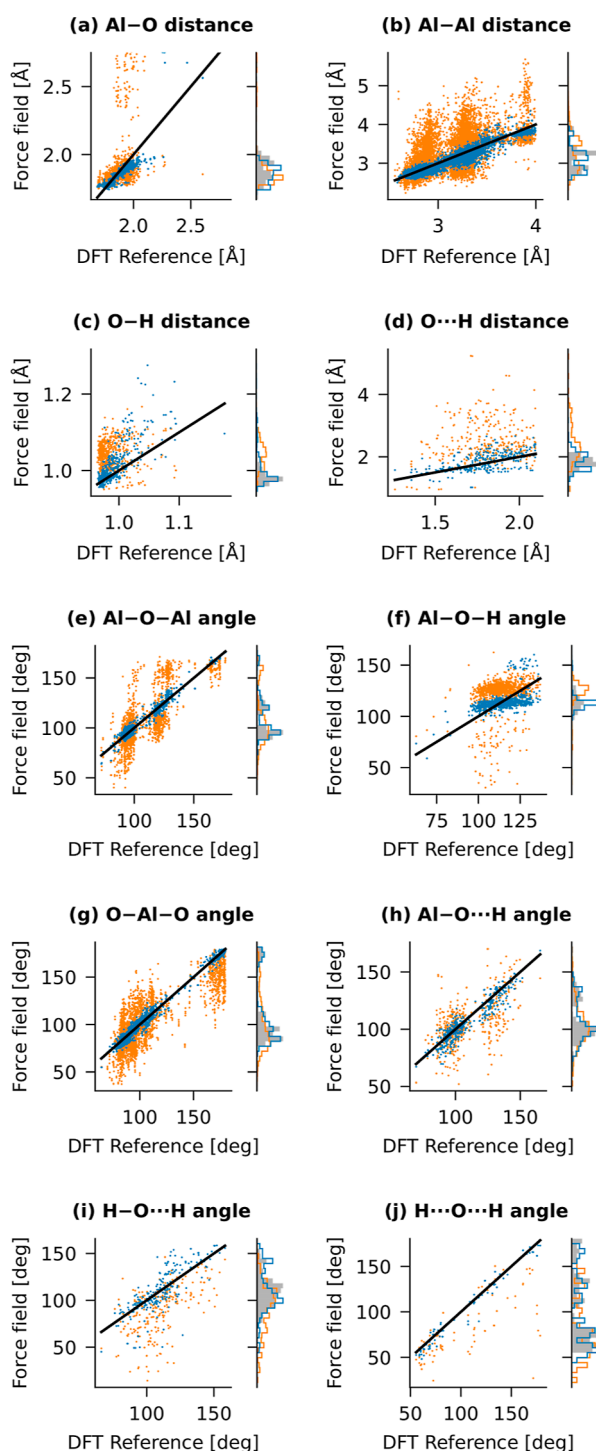 (a) Al−O distance
Force field [Å]
2.5
2.0
2.0 2.5
DFT Reference [Å]
(b) Al−Al distance
Force field [Å]
5
4
3
3 4
DFT Reference [Å]
(c) O−H distance
Force field [Å]
1.2
1.0
1.0 1.1
DFT Reference [Å]
(d) O···H distance
Force field [Å]
4
2
1.5 2.0
DFT Reference [Å]
(e) Al−O−Al angle
Force field [deg]
150
100
50
100 150
DFT Reference [deg]
(f) Al−O−H angle
Force field [deg]
150
100
50
75 100 125
DFT Reference [deg]
(g) O−Al−O angle
Force field [deg]
150
100
50
100 150
DFT Reference [deg]
(h) Al−O···H angle
Force field [deg]
150
100
50
100 150
DFT Reference [deg]
(i) H−O···H angle
Force field [deg]
150
100
50
100 150
DFT Reference [deg]
(j) H···O···H angle
Force field [deg]
150
100
50
50 100 150
DFT Reference [deg]